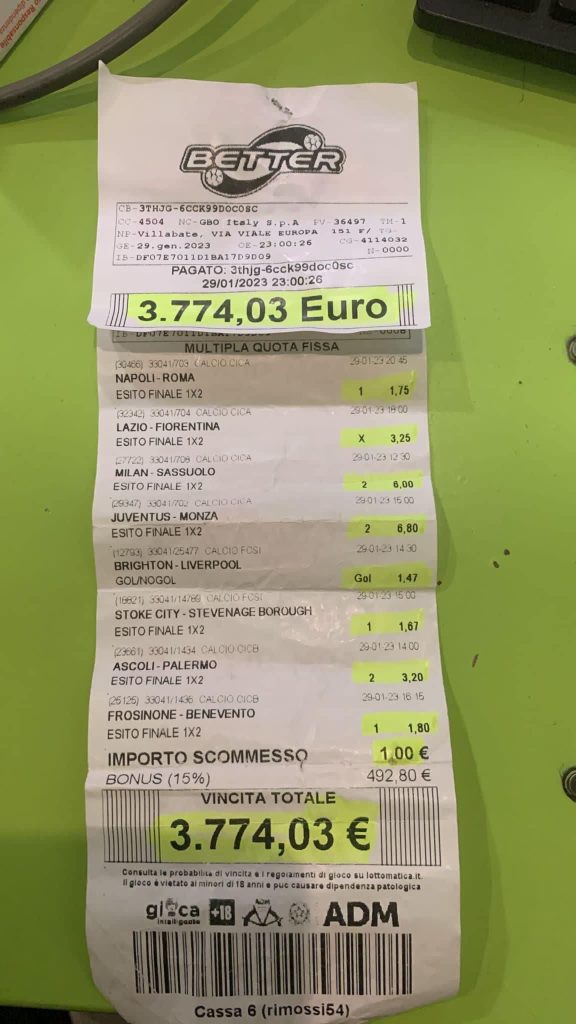 BETTER
CB-3THJG-6CCK99DOC0SC
CC-4504 NC-GBO Italy S.p.A PV-36497 TM-1
NP-Villabate, VIA VIALE EUROPA 151 F/ TG-
GE-29.gen.2023 OE-23:00:26 CG-4114032
IB-DF07E7011D1BA17D9D09 N-0000
PAGATO: 3thjg-6cck99doc0sc
29/01/2023 23:00:26
3.774,03 Euro
IB-DF07E7011D1BA17D9D09
MULTIPLA QUOTA FISSA
(30466) 33041/703 CALCIO CICA 29-01-23 20:45
NAPOLI - ROMA
ESITO FINALE 1X2 1 1,75
(32342) 33041/704 CALCIO CICA 29-01-23 18:00
LAZIO - FIORENTINA
ESITO FINALE 1X2 X 3,25
(27722) 33041/708 CALCIO CICA 29-01-23 12:30
MILAN - SASSUOLO
ESITO FINALE 1X2 2 6,00
(29347) 33041/702 CALCIO CICA 29-01-23 15:00
JUVENTUS - MONZA
ESITO FINALE 1X2 2 6,80
(12793) 33041/25477 CALCIO FCSI 29-01-23 14:30
BRIGHTON - LIVERPOOL
GOL/NOGOL Gol 1,47
(16821) 33041/14789 CALCIO FCSI 29-01-23 15:00
STOKE CITY - STEVENAGE BOROUGH
ESITO FINALE 1X2 1 1,67
(23661) 33041/1434 CALCIO CICB 29-01-23 14:00
ASCOLI - PALERMO
ESITO FINALE 1X2 2 3,20
(26125) 33041/1436 CALCIO CICB 29-01-23 16:15
FROSINONE - BENEVENTO
ESITO FINALE 1X2 1 1,80
IMPORTO SCOMMESSO 1,00 €
BONUS (15%) 492,80 €
VINCITA TOTALE
3.774,03 €
Consulta le probabilità di vincita e i regolamenti di gioco su lottomatica.it.
Il gioco è vietato ai minori di 18 anni e può causare dipendenza patologica
gioca intelligente +18 ADM
Cassa 6 (rimossi54)